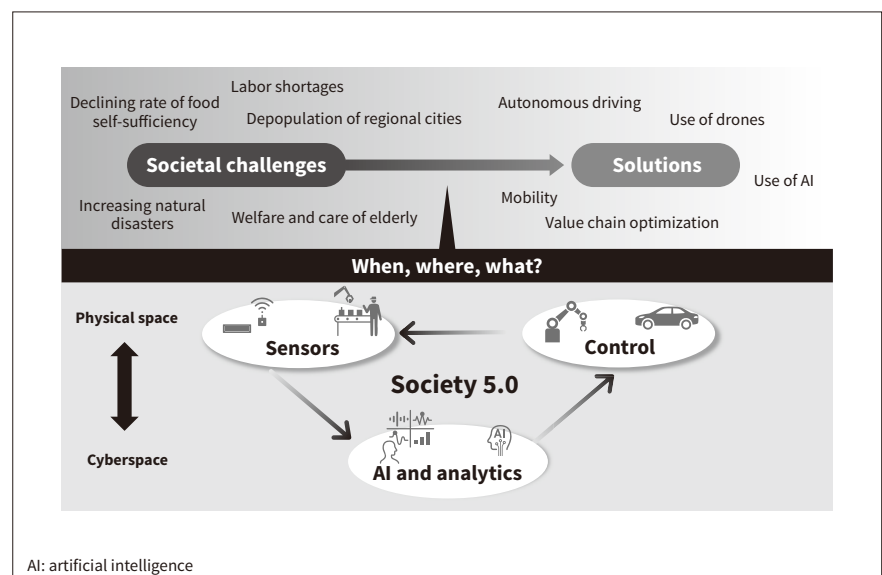 Labor shortages
Declining rate of food
self-sufficiency
Depopulation of regional cities
Autonomous driving
Use of drones
Societal challenges
Solutions
Use of AI
Increasing natural
disasters
Welfare and care of elderly
Mobility
Value chain optimization
When, where, what?
Physical space
Sensors
Control
Society 5.0
Cyberspace
AI
AI and analytics
AI: artificial intelligence